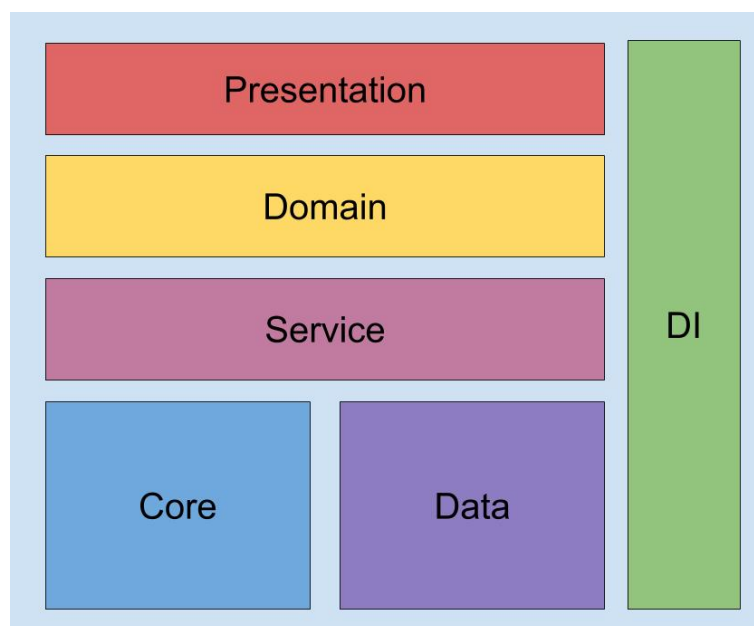 Presentation
Domain
Service
DI
Core
Data